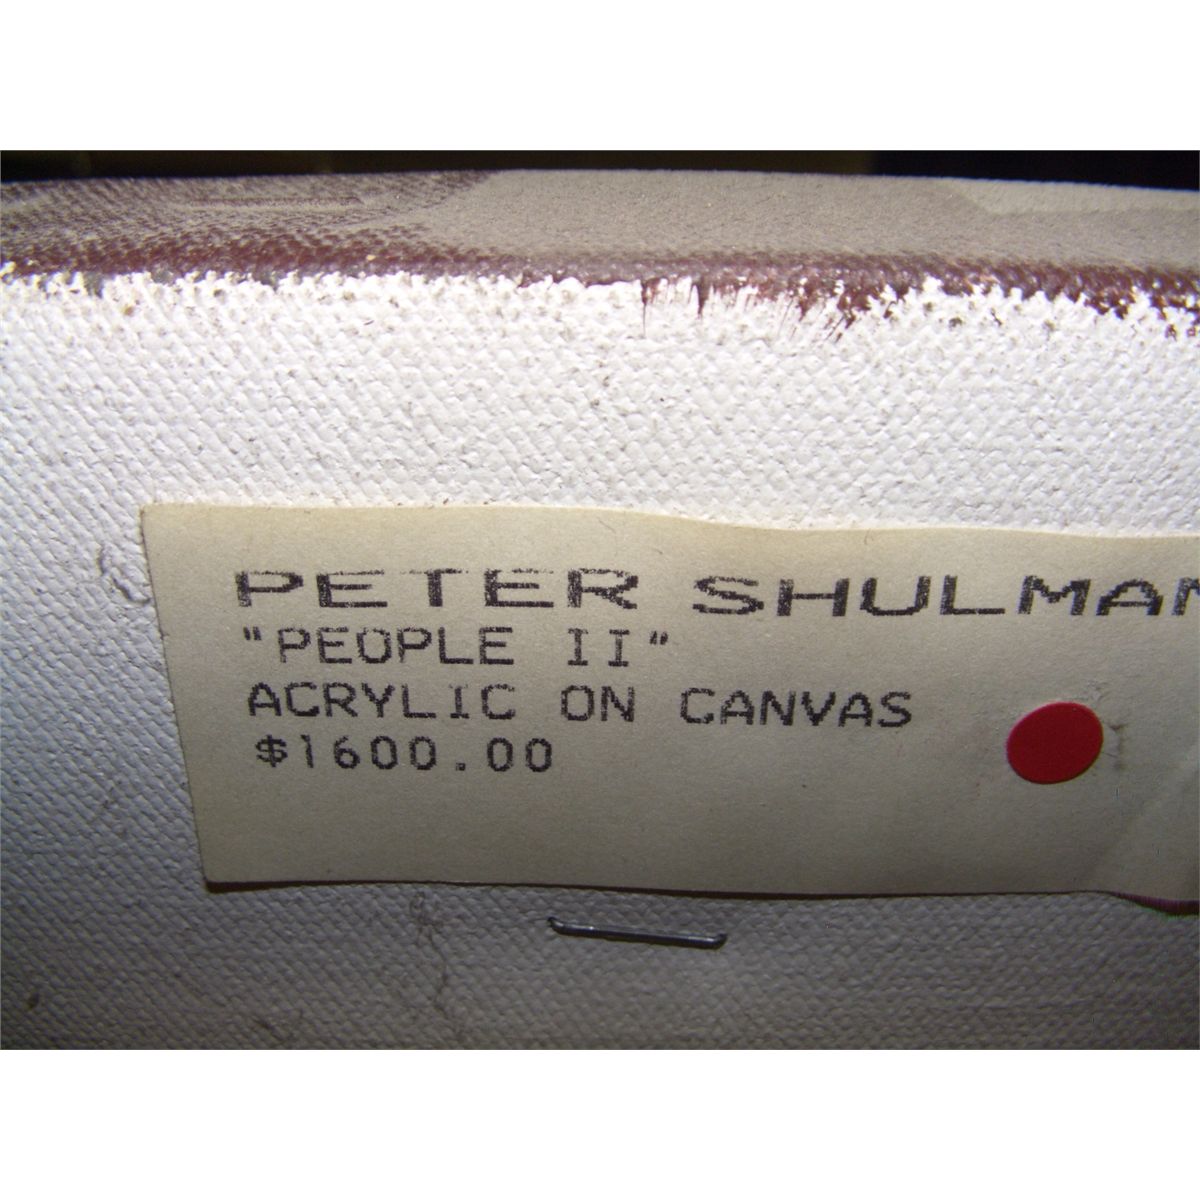 PETER SHULMAN
"PEOPLE II"
ACRYLIC ON CANVAS
$1600.00